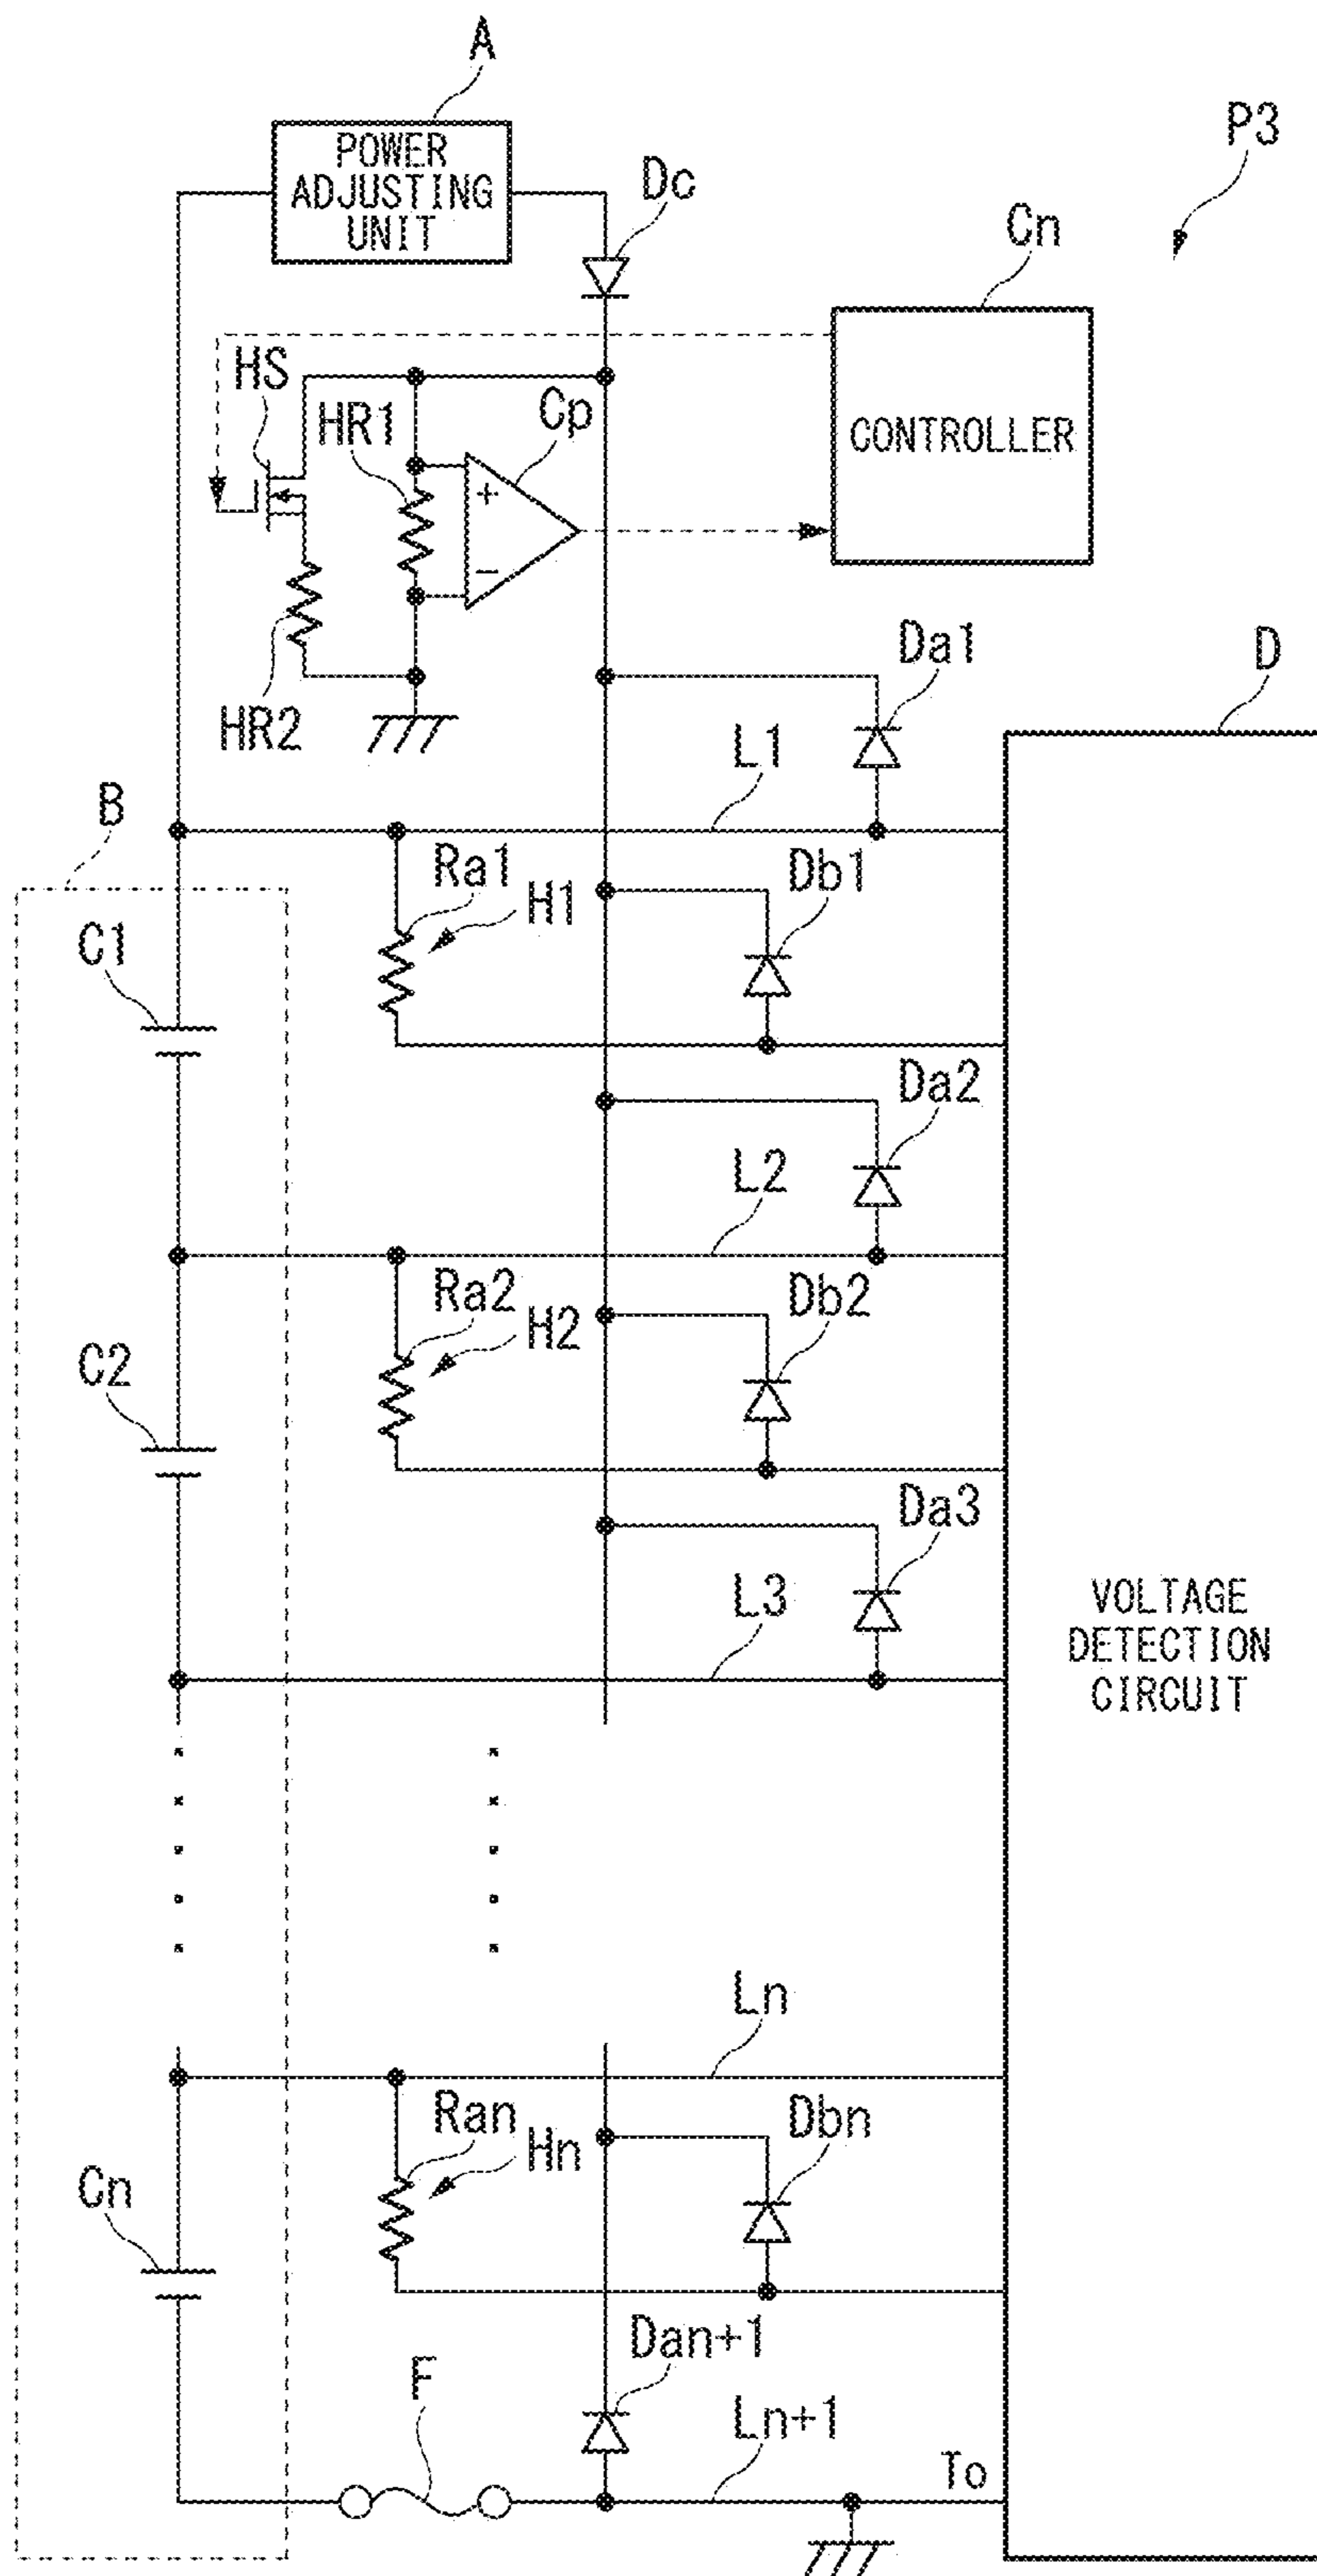 A
P3
POWER
ADJUSTING
UNIT
Dc
Cn
HS
HR1
Cp
+
−
CONTROLLER
HR2
Da1
D
L1
B
Ra1
H1
Db1
C1
Da2
L2
Ra2
H2
Db2
C2
Da3
L3
VOLTAGE
DETECTION
CIRCUIT
Ln
Ran
Hn
Dbn
Cn
Dan+1
F
Ln+1
To